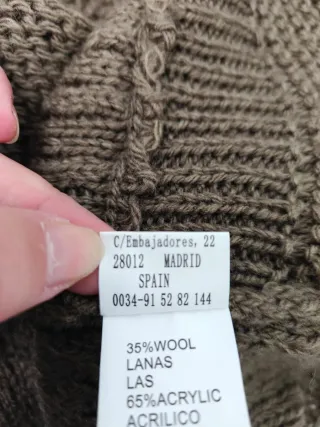 C/Embajadores, 22
28012 MADRID
SPAIN
0034-91 52 82 144
35%WOOL
LANAS
LAS
65%ACRYLIC
ACRILICO